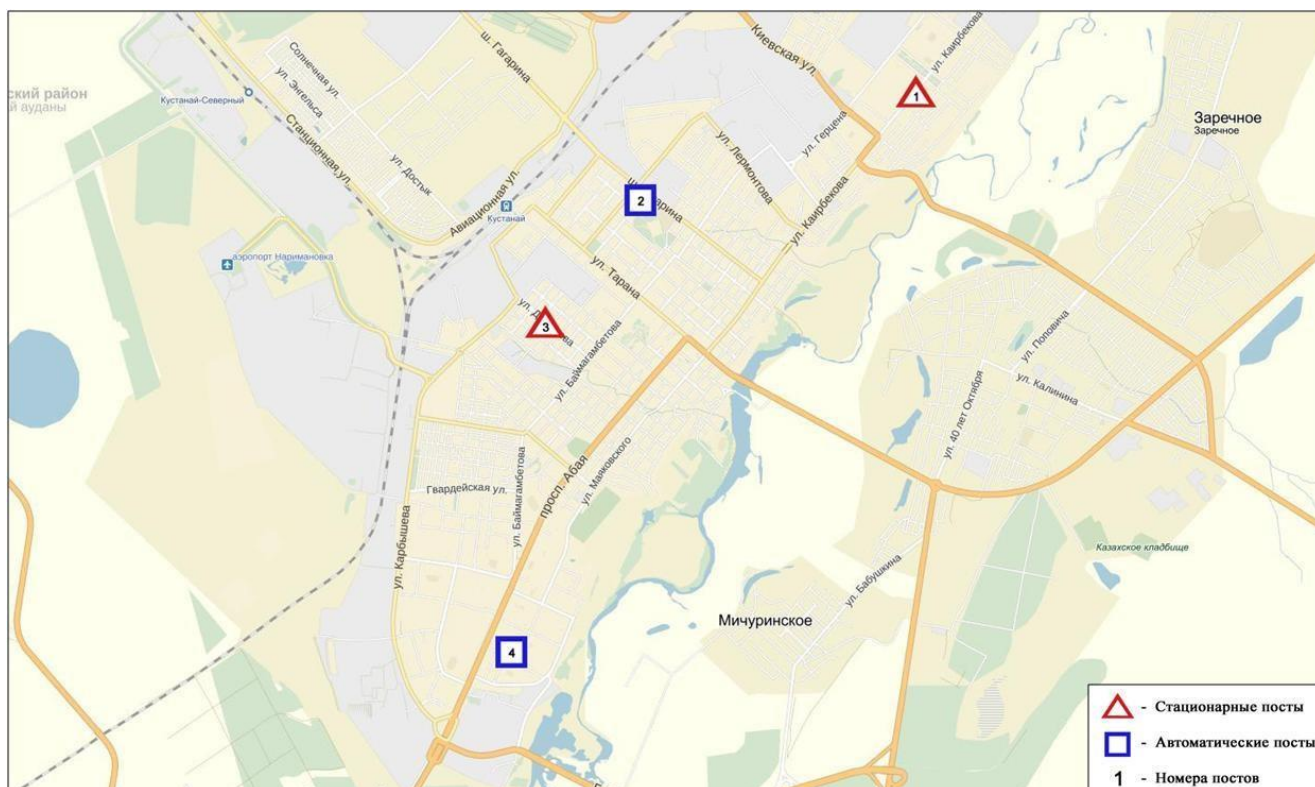 ский район
й ауданы
Кустанай-Северный
Солнечная ул.
ул. Энгельса
Станционная ул.
ул. Достык
Авиационная ул.
ш. Гагарина
Киевская ул.
ул. Каирбекова
1
Заречное
Заречное
ул. Герцена
ул. Лермонтова
2
Кустанай
ул. Каирбекова
аэропорт Наримановка
ул. Тарана
3
ул. Баймагамбетова
ул. Поповича
ул. Калинина
ул. 40 лет Октября
просп. Абая
ул. Маяковского
Гвардейская ул.
ул. Баймагамбетова
ул. Карбышева
Казахское кладбище
ул. Бабушкина
Мичуринское
4
- Стационарные посты
- Автоматические посты
1 - Номера постов